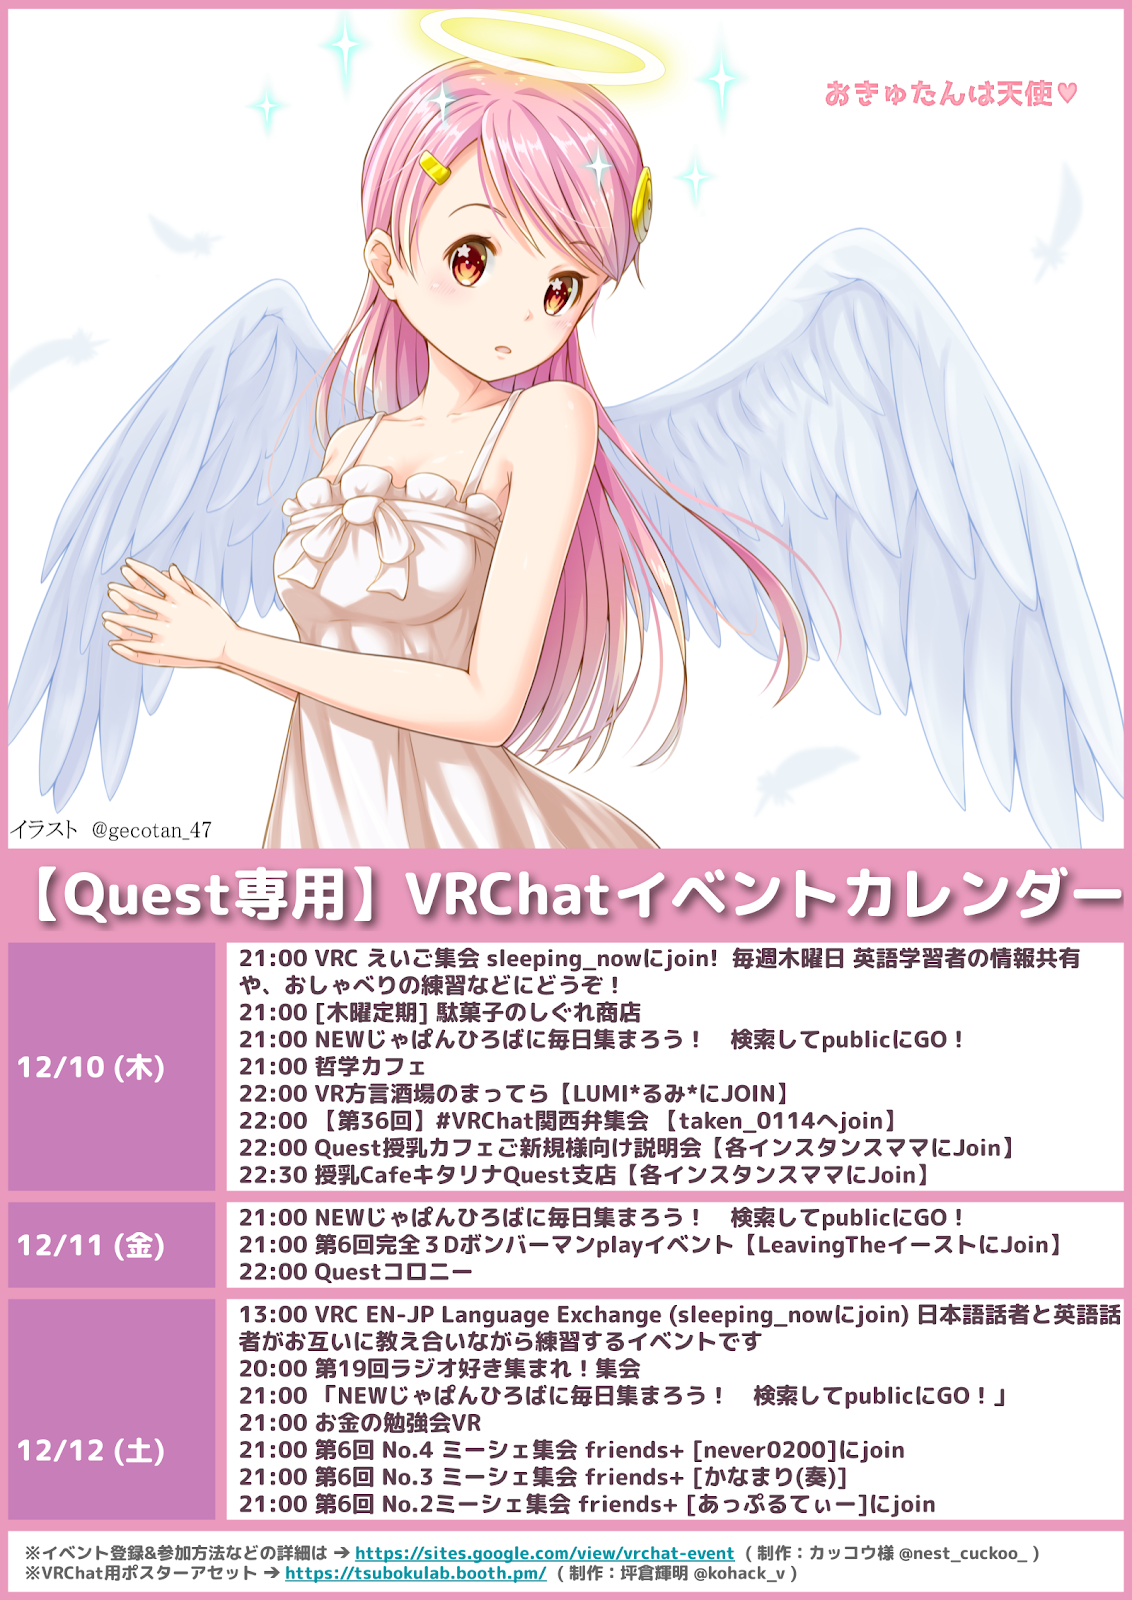 おきゅたんは天使♥
イラスト @gecotan_47
【Quest専用】VRChatイベントカレンダー
12/10 (木)
21:00 VRC えいご集会 sleeping_nowにjoin! 毎週木曜日 英語学習者の情報共有
や、おしゃべりの練習などにどうぞ！
21:00 [木曜定期] 駄菓子のしぐれ商店
21:00 NEWじゃぱんひろばに毎日集まろう！　検索してpublicにGO！
21:00 哲学カフェ
22:00 VR方言酒場のまってら【LUMI*るみ*にJOIN】
22:00 【第36回】#VRChat関西弁集会 【taken_0114へjoin】
22:00 Quest授乳カフェご新規様向け説明会【各インスタンスママにJoin】
22:30 授乳CafeキタリナQuest支店【各インスタンスママにJoin】
12/11 (金)
21:00 NEWじゃぱんひろばに毎日集まろう！　検索してpublicにGO！
21:00 第6回完全３Dボンバーマンplayイベント【LeavingTheイーストにJoin】
22:00 Questコロニー
12/12 (土)
13:00 VRC EN-JP Language Exchange (sleeping_nowにjoin) 日本語話者と英語話
者がお互いに教え合いながら練習するイベントです
20:00 第19回ラジオ好き集まれ！集会
21:00 「NEWじゃぱんひろばに毎日集まろう！　検索してpublicにGO！」
21:00 お金の勉強会VR
21:00 第6回 No.4 ミーシェ集会 friends+ [never0200]にjoin
21:00 第6回 No.3 ミーシェ集会 friends+ [かなまり(奏)]
21:00 第6回 No.2ミーシェ集会 friends+ [あっぷるてぃー]にjoin
※イベント登録&参加方法などの詳細は ➔ https://sites.google.com/view/vrchat-event ( 制作：カッコウ様 @nest_cuckoo_ )
※VRChat用ポスターアセット ➔ https://tsubokulab.booth.pm/ ( 制作：坪倉輝明 @kohack_v )